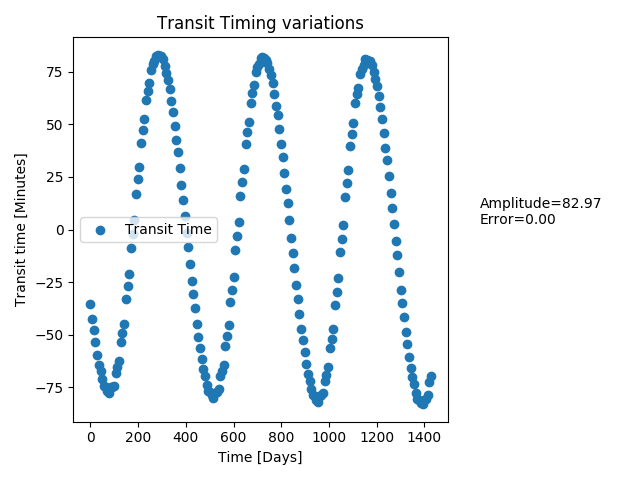 Transit Timing variations
Transit time [Minutes]
75
50
25
0
−25
−50
−75
Transit Time
Amplitude=82.97
Error=0.00
0 200 400 600 800 1000 1200 1400
Time [Days]